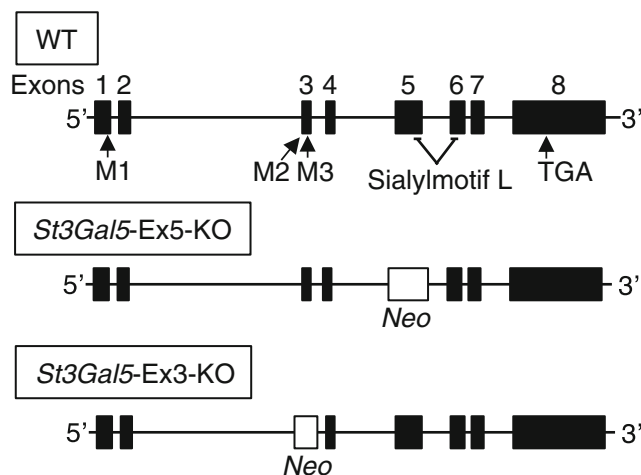 WT
Exons 1 2 3 4 5 6 7 8
5’ 3’
M1 M2 M3 Sialylmotif L TGA
St3Gal5-Ex5-KO
5’ 3’
Neo
St3Gal5-Ex3-KO
5’ 3’
Neo